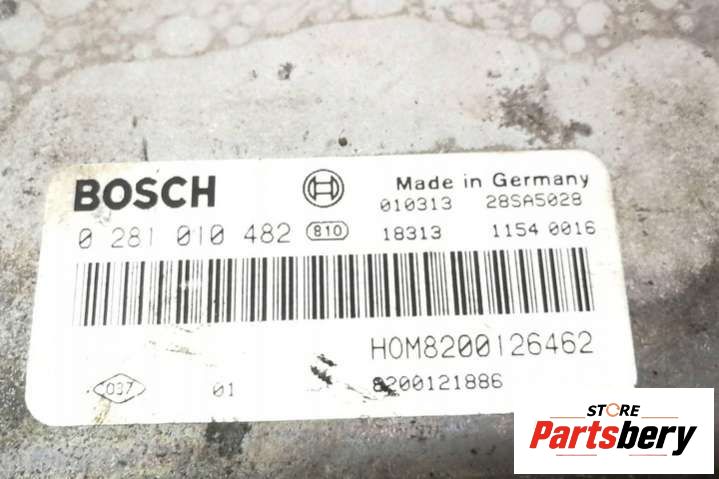 BOSCH
Made in Germany
010313 28SA5028
0 281 010 482 810
18313 1154 0016
HOM8200126462
037 01 8200121886
STORE
Partsbery